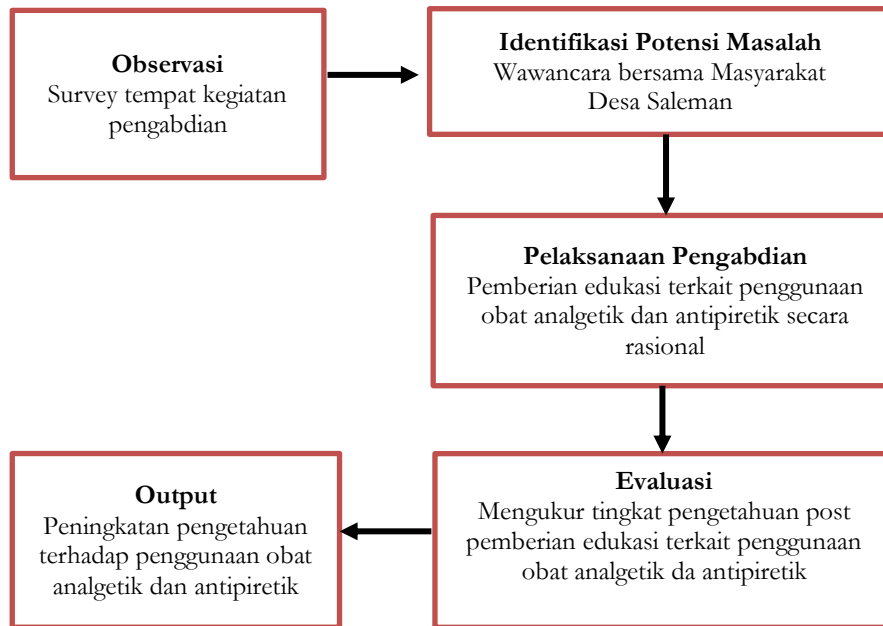 Observasi
Survey tempat kegiatan
pengabdian
Identifikasi Potensi Masalah
Wawancara bersama Masyarakat
Desa Saleman
Pelaksanaan Pengabdian
Pemberian edukasi terkait penggunaan
obat analgetik dan antipiretik secara
rasional
Evaluasi
Mengukur tingkat pengetahuan post
pemberian edukasi terkait penggunaan
obat analgetik da antipiretik
Output
Peningkatan pengetahuan
terhadap penggunaan obat
analgetik dan antipiretik